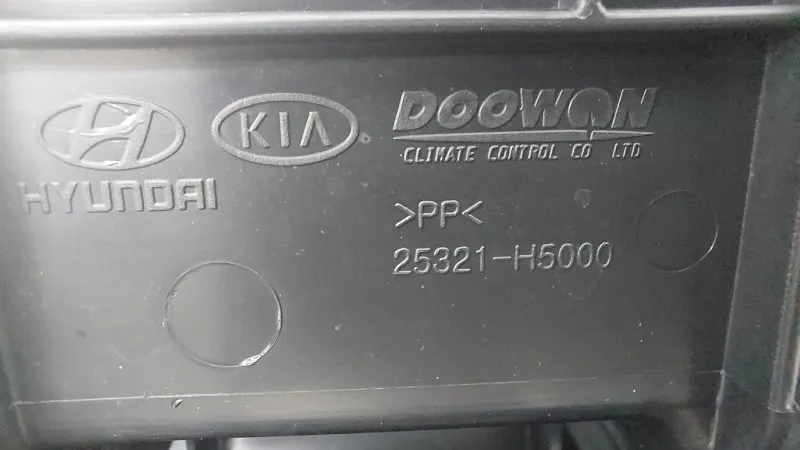 HYUNDAI
KIA
DOOWON
CLIMATE CONTROL CO LTD
>PP<
25321-H5000